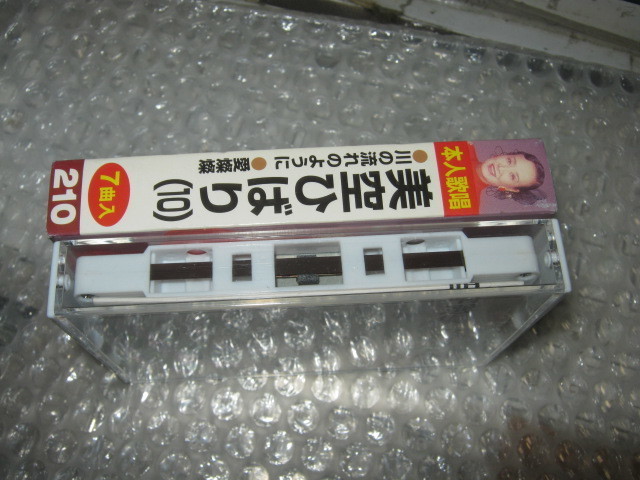 本人歌唱
●川の流れのように ●愛燦燦
美空ひばり(10)
7曲入
210